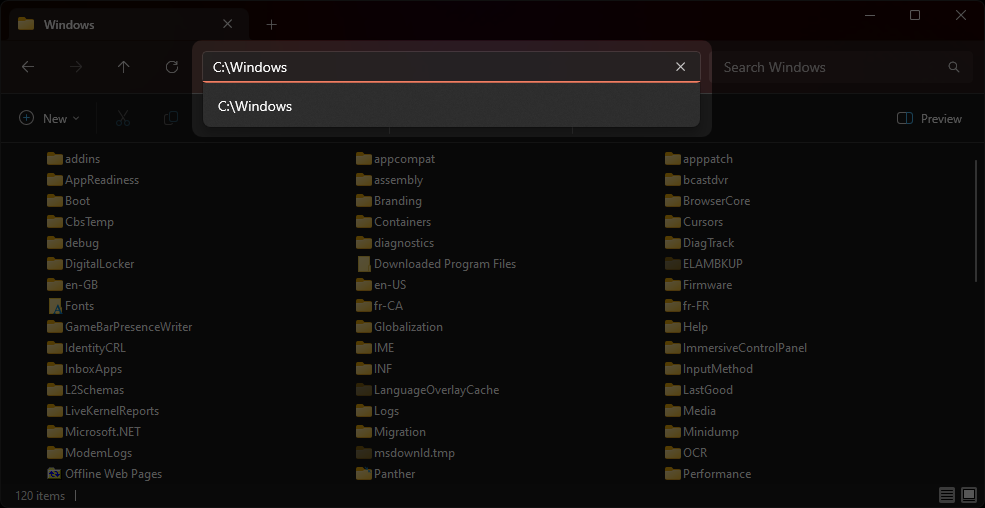 Windows
C:\Windows
Search Windows
C:\Windows
New
Preview
addins appcompat apppatch
AppReadiness assembly bcastdvr
Boot Branding BrowserCore
CbsTemp Containers Cursors
debug diagnostics DiagTrack
DigitalLocker Downloaded Program Files ELAMBKUP
en-GB en-US Firmware
Fonts fr-CA fr-FR
GameBarPresenceWriter Globalization Help
IdentityCRL IME ImmersiveControlPanel
InboxApps INF InputMethod
L2Schemas LanguageOverlayCache LastGood
LiveKernelReports Logs Media
Microsoft.NET Migration Minidump
ModemLogs msdownld.tmp OCR
Offline Web Pages Panther Performance
120 items